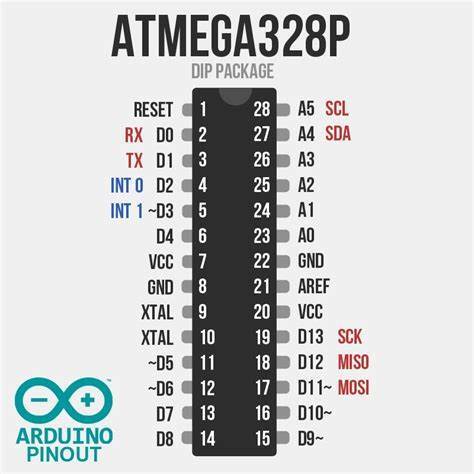 ATMEGA328P
DIP PACKAGE
RESET 1 28 A5 SCL
RX D0 2 27 A4 SDA
TX D1 3 26 A3
INT 0 D2 4 25 A2
INT 1 ~D3 5 24 A1
D4 6 23 A0
VCC 7 22 GND
GND 8 21 AREF
XTAL 9 20 VCC
XTAL 10 19 D13 SCK
~D5 11 18 D12 MISO
~D6 12 17 D11~ MOSI
D7 13 16 D10~
D8 14 15 D9~
TM
ARDUINO
PINOUT